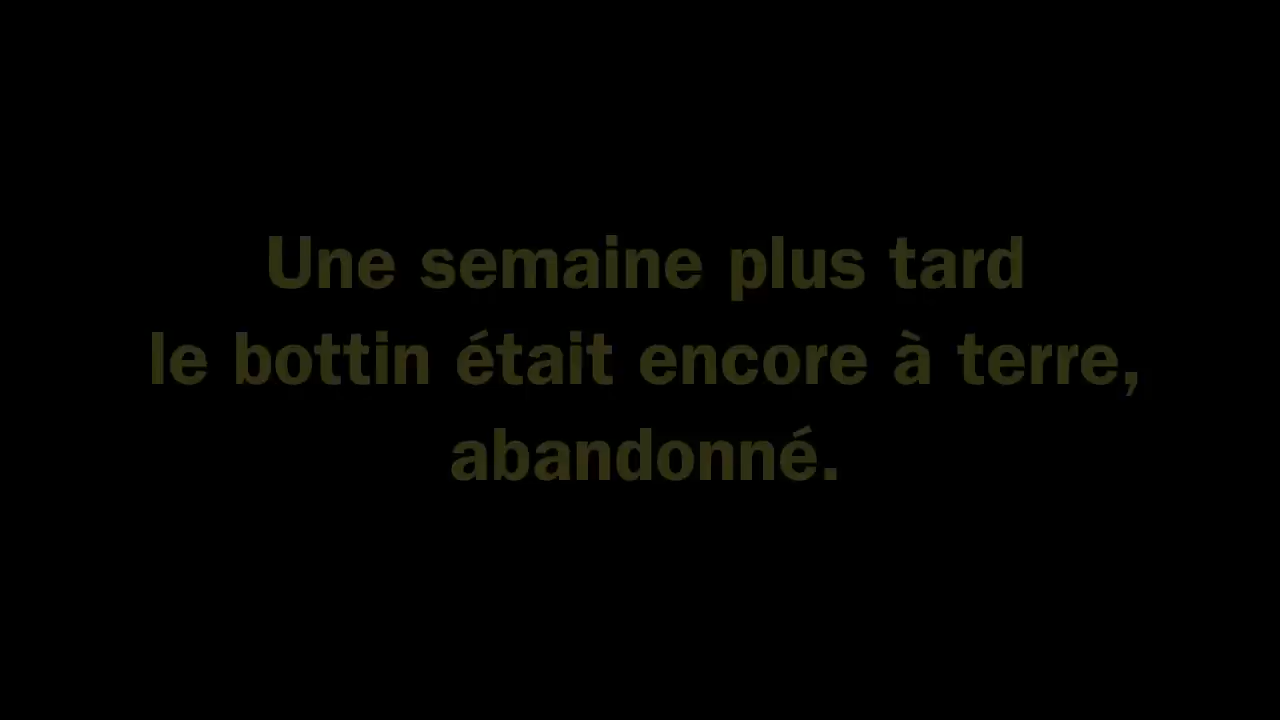 Une semaine plus tard
le bottin était encore à terre,
abandonné.